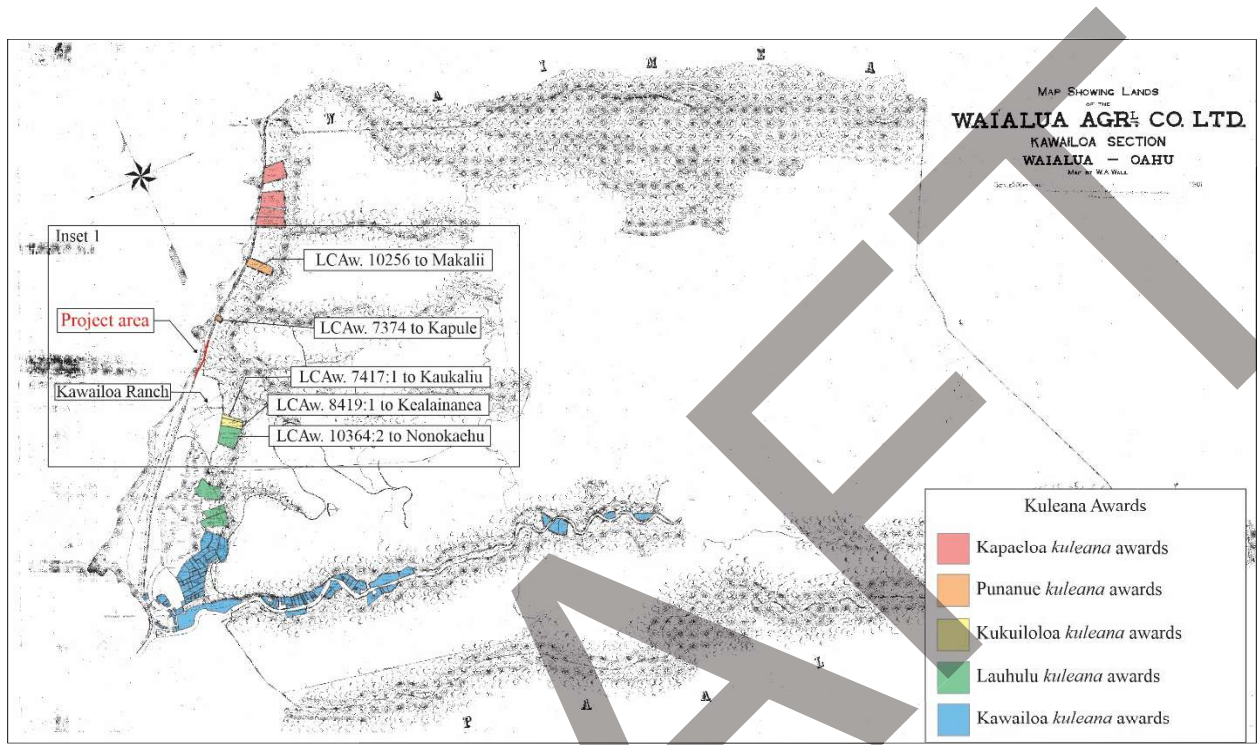 W A I M E A
MAP SHOWING LANDS
OF THE
WAIALUA AGRL CO. LTD.
KAWAILOA SECTION
WAIALUA — OAHU
MAP BY W.A. WALL
Inset 1
LCAw. 10256 to Makalii
Project area
LCAw. 7374 to Kapule
Kawailoa Ranch
LCAw. 7417:1 to Kaukaliu
LCAw. 8419:1 to Kealainanea
LCAw. 10364:2 to Nonokaehu
Kuleana Awards
Kapaeloa kuleana awards
Punanue kuleana awards
Kukuiloloa kuleana awards
Lauhulu kuleana awards
Kawailoa kuleana awards
P A A L